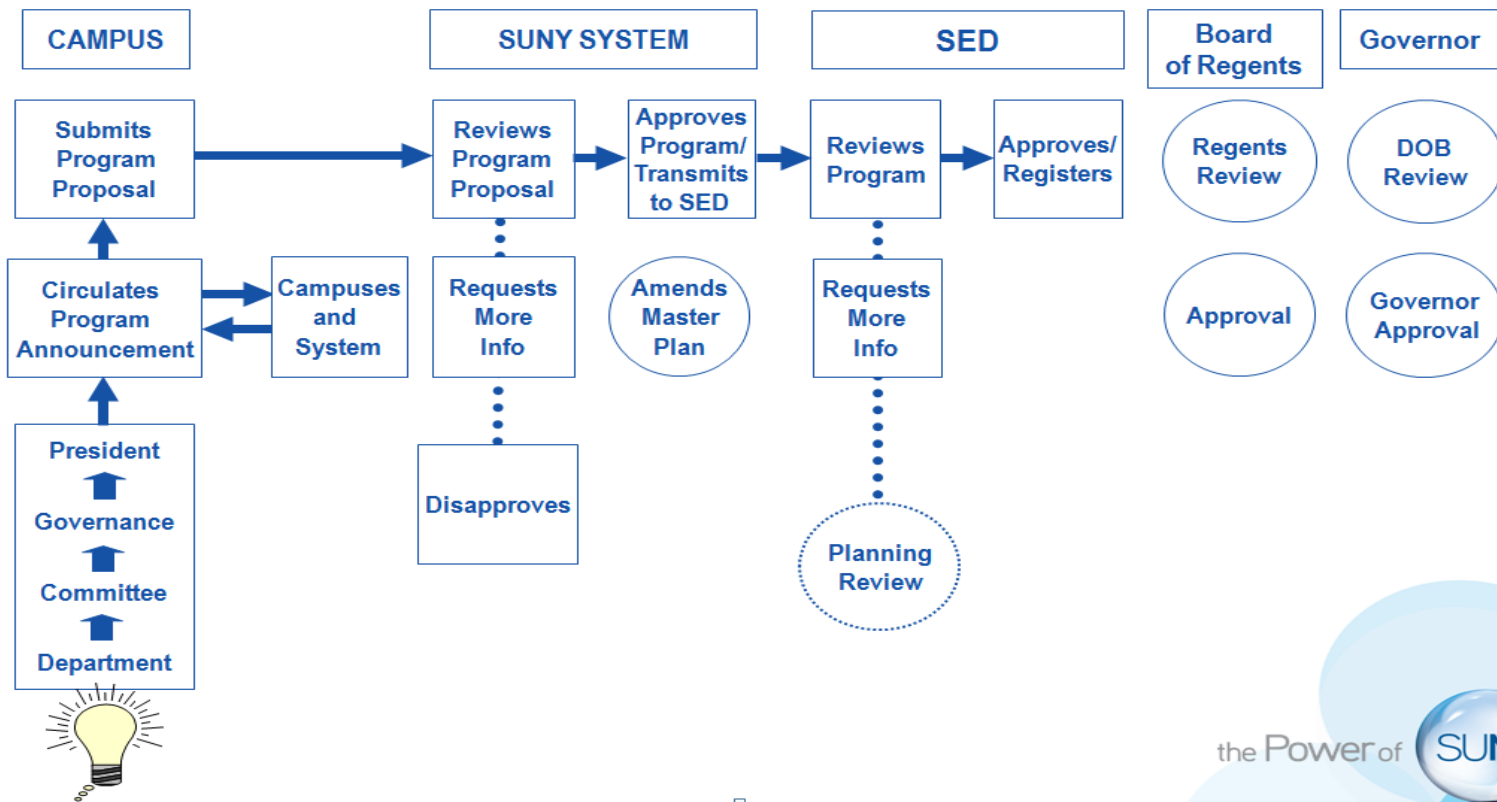 CAMPUS
SUNY SYSTEM
SED
Board
of Regents
Governor
Submits
Program
Proposal
Reviews
Program
Proposal
Approves
Program/
Transmits
to SED
Reviews
Program
Approves/
Registers
Regents
Review
DOB
Review
Circulates
Program
Announcement
Campuses
and
System
Requests
More
Info
Amends
Master
Plan
Requests
More
Info
Approval
Governor
Approval
President
Governance
Committee
Department
Disapproves
Planning
Review
the Power of